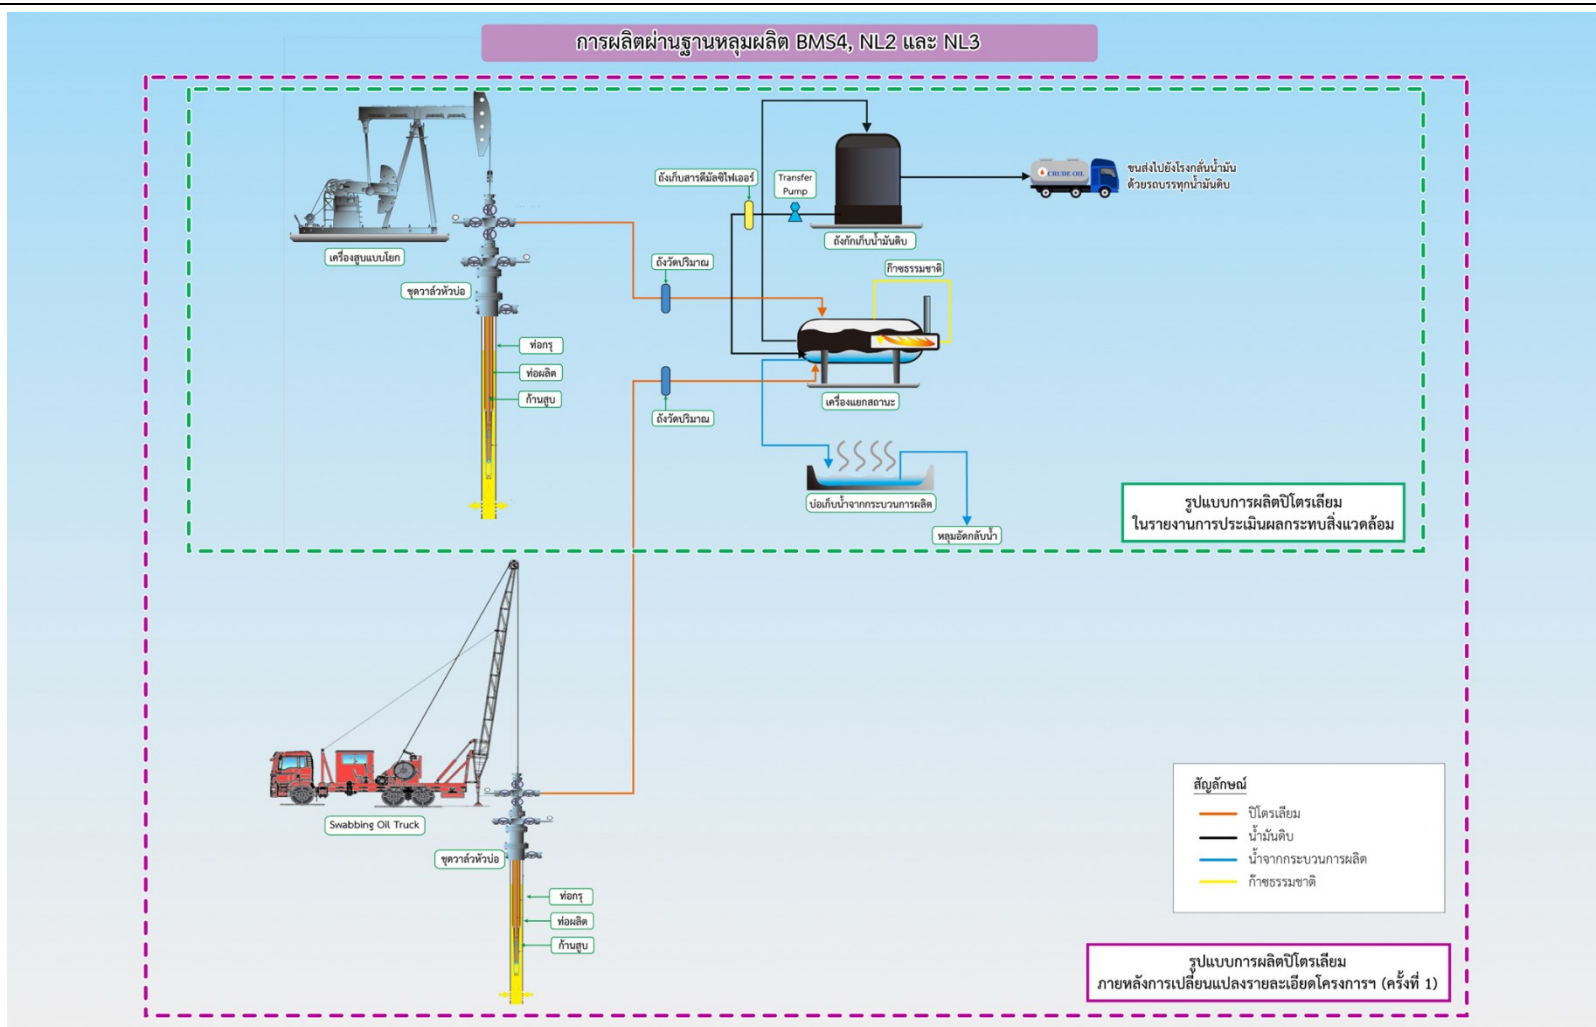 การผลิตผ่านฐานหลุมผลิต BMS4, NL2 และ NL3
ถังเก็บสารดีมัลซิไฟเออร์
Transfer
Pump
CRUDE OIL
ขนส่งไปยังโรงกลั่นน้ำมัน
ด้วยรถบรรทุกน้ำมันดิบ
ถังกักเก็บน้ำมันดิบ
เครื่องสูบแบบโยก
ถังวัดปริมาณ
ก๊าซธรรมชาติ
ชุดวาล์วหัวบ่อ
ท่อกรุ
ท่อผลิต
ก้านสูบ
เครื่องแยกสถานะ
ถังวัดปริมาณ
บ่อเก็บน้ำจากกระบวนการผลิต
หลุมอัดกลับน้ำ
รูปแบบการผลิตปิโตรเลียม
ในรายงานการประเมินผลกระทบสิ่งแวดล้อม
Swabbing Oil Truck
ชุดวาล์วหัวบ่อ
ท่อกรุ
ท่อผลิต
ก้านสูบ
สัญลักษณ์
ปิโตรเลียม
น้ำมันดิบ
น้ำจากกระบวนการผลิต
ก๊าซธรรมชาติ
รูปแบบการผลิตปิโตรเลียม
ภายหลังการเปลี่ยนแปลงรายละเอียดโครงการฯ (ครั้งที่ 1)